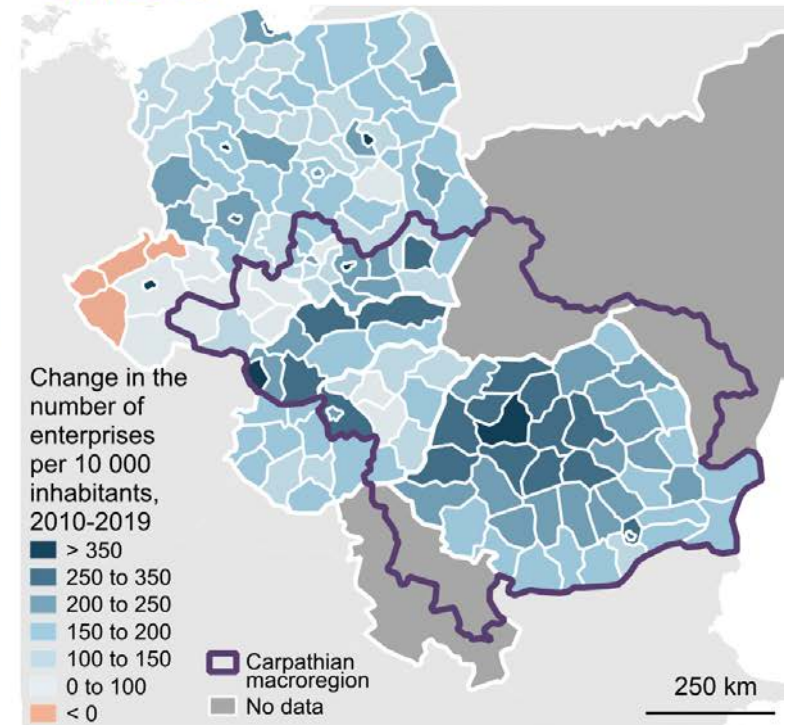 Change in the
number of
enterprises
per 10 000
inhabitants,
2010-2019
> 350
250 to 350
200 to 250
150 to 200
100 to 150
0 to 100
< 0
Carpathian
macroregion
No data
250 km